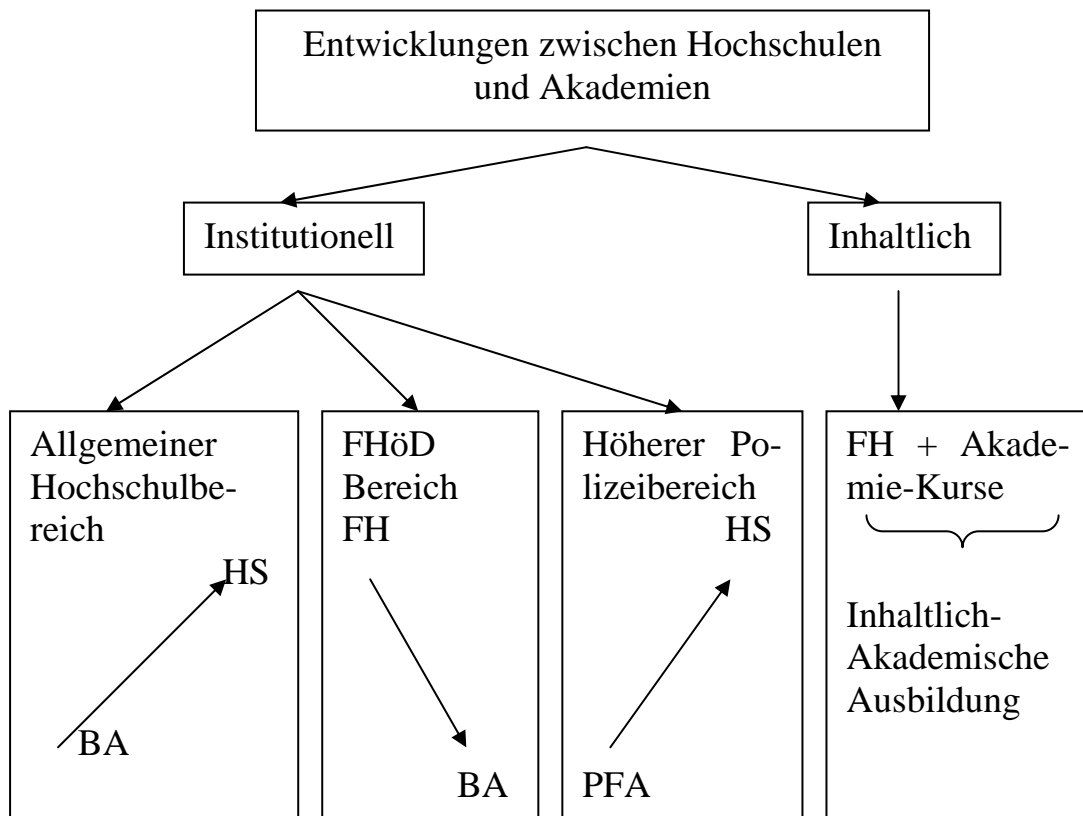 Entwicklungen zwischen Hochschulen
und Akademien
Institutionell
Inhaltlich
Allgemeiner
Hochschulbe-
reich
HS
BA
FHöD
Bereich
FH
BA
Höherer Po-
lizeibereich
HS
PFA
FH + Akade-
mie-Kurse
Inhaltlich-
Akademische
Ausbildung